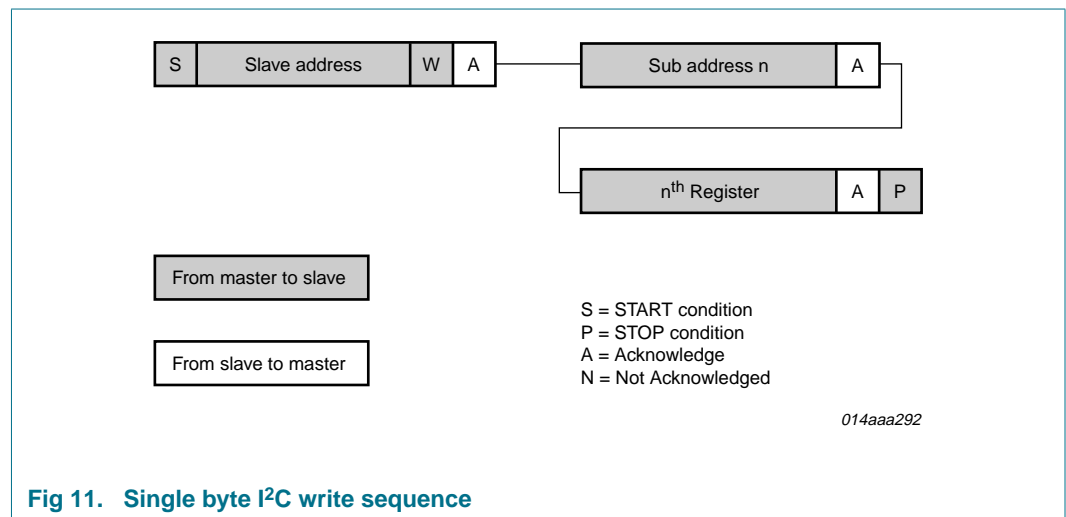 S Slave address W A Sub address n A
nth Register A P
From master to slave
From slave to master
S = START condition
P = STOP condition
A = Acknowledge
N = Not Acknowledged
014aaa292
Fig 11. Single byte I2C write sequence